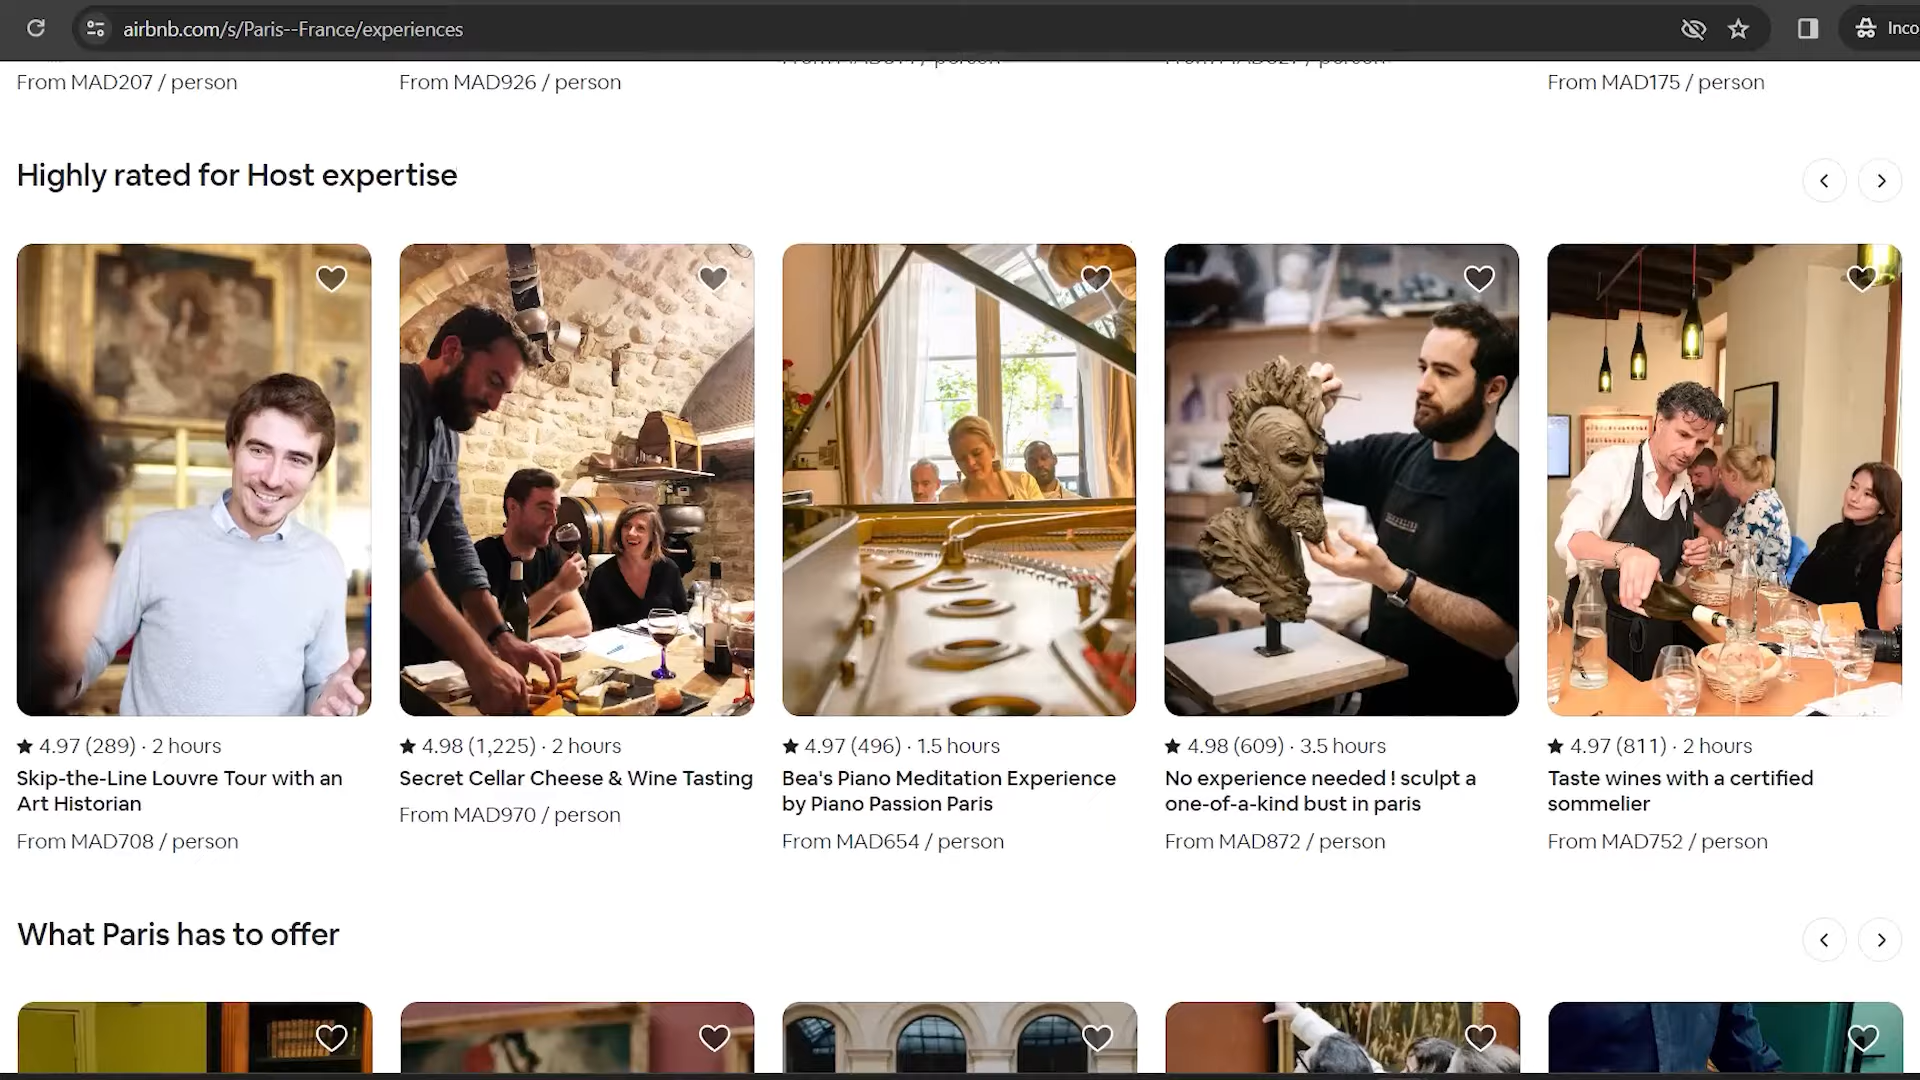 airbnb.com/s/Paris--France/experiences
Inco
From MAD207 / person
From MAD926 / person
From MAD175 / person
Highly rated for Host expertise
4.97 (289) · 2 hours
Skip-the-Line Louvre Tour with an
Art Historian
From MAD708 / person
4.98 (1,225) · 2 hours
Secret Cellar Cheese & Wine Tasting
From MAD970 / person
4.97 (496) · 1.5 hours
Bea's Piano Meditation Experience
by Piano Passion Paris
From MAD654 / person
4.98 (609) · 3.5 hours
No experience needed ! sculpt a
one-of-a-kind bust in paris
From MAD872 / person
4.97 (811) · 2 hours
Taste wines with a certified
sommelier
From MAD752 / person
What Paris has to offer